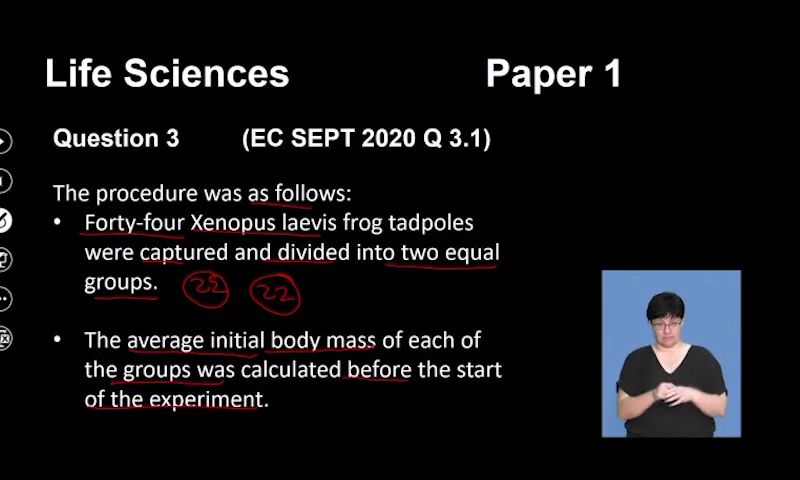 Life Sciences Paper 1
Question 3 (EC SEPT 2020 Q 3.1)
The procedure was as follows:
• Forty-four Xenopus laevis frog tadpoles
were captured and divided into two equal
groups. 22 22
• The average initial body mass of each of
the groups was calculated before the start
of the experiment.